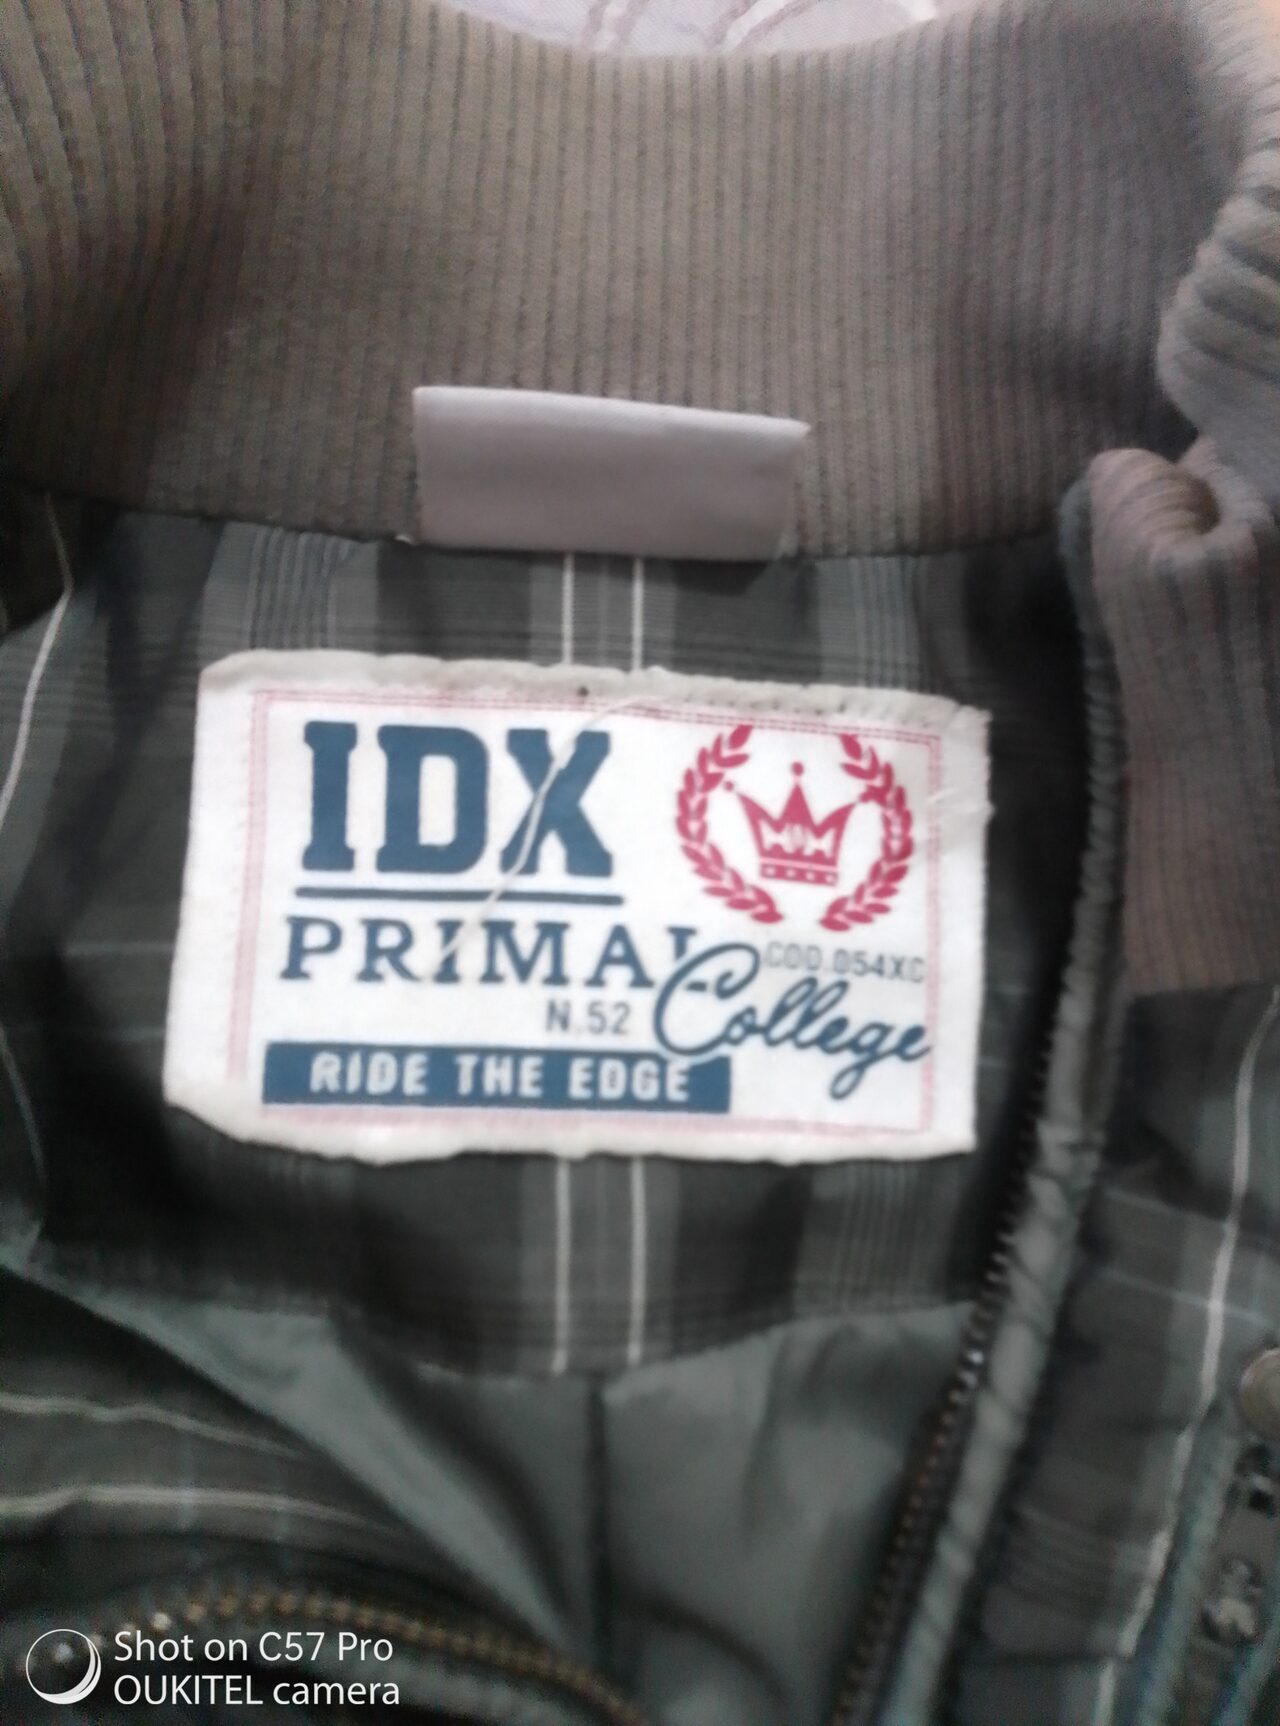 IDX
PRIMAL
COD.054XC
N.52
College
RIDE THE EDGE
Shot on C57 Pro
OUKITEL camera